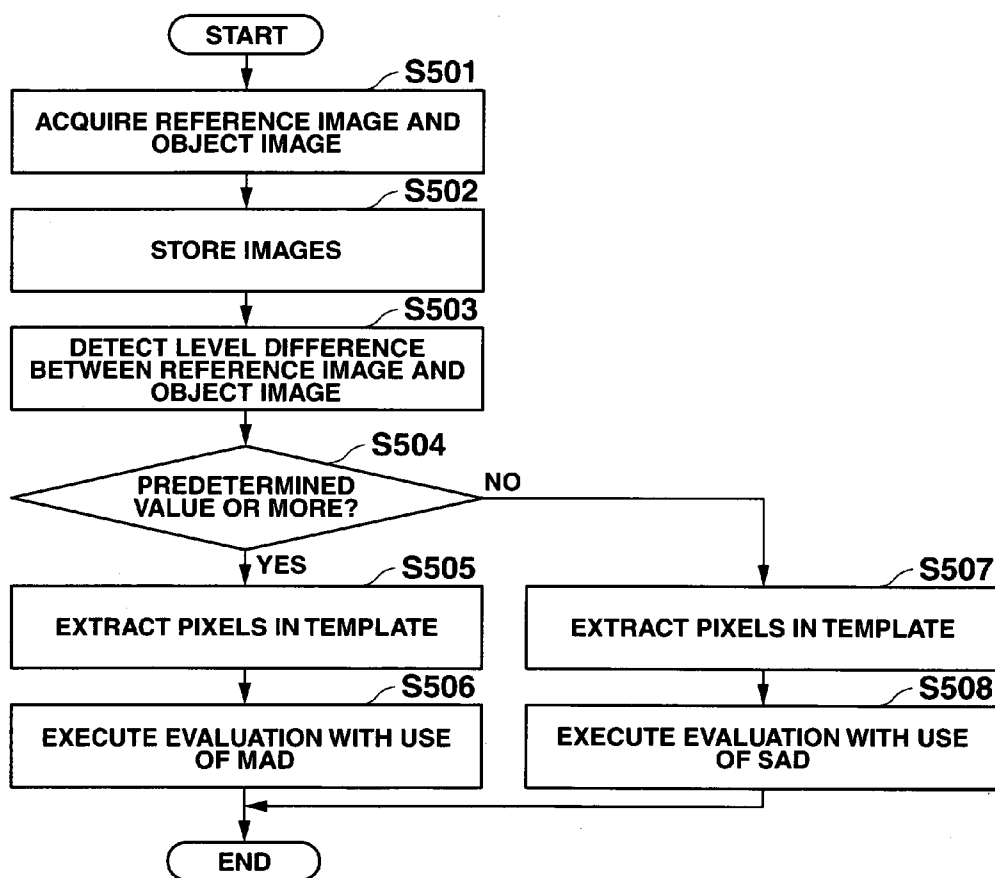 START
S501
ACQUIRE REFERENCE IMAGE AND
OBJECT IMAGE
S502
STORE IMAGES
S503
DETECT LEVEL DIFFERENCE
BETWEEN REFERENCE IMAGE AND
OBJECT IMAGE
S504
PREDETERMINED
VALUE OR MORE?
NO
YES
S505
EXTRACT PIXELS IN TEMPLATE
S506
EXECUTE EVALUATION WITH USE
OF MAD
S507
EXTRACT PIXELS IN TEMPLATE
S508
EXECUTE EVALUATION WITH USE
OF SAD
END